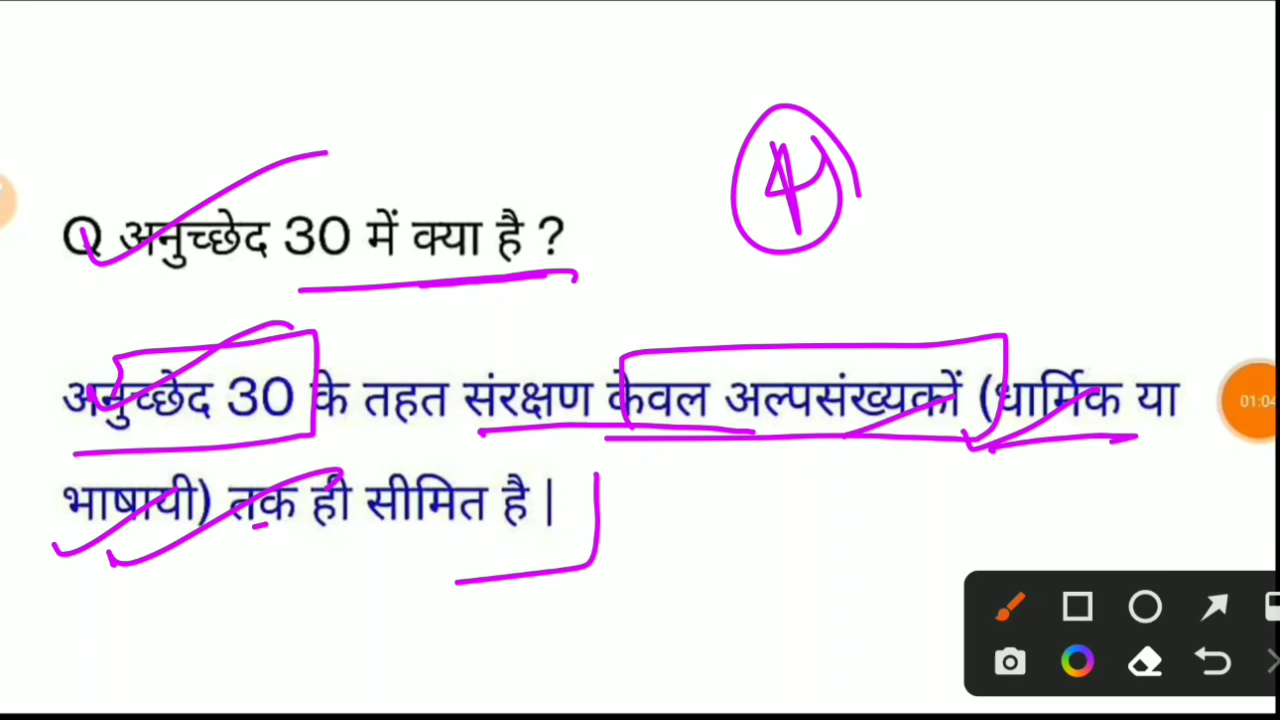 4
Q अनुच्छेद 30 में क्या है ?
अनुच्छेद 30 के तहत संरक्षण केवल अल्पसंख्यकों (धार्मिक या
भाषायी) तक ही सीमित है |
01:04